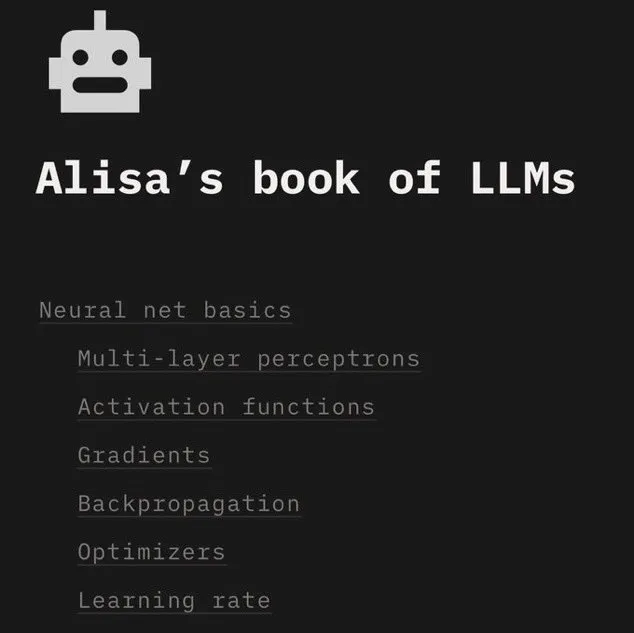 Alisa’s book of LLMs
Neural net basics
Multi-layer perceptrons
Activation functions
Gradients
Backpropagation
Optimizers
Learning rate